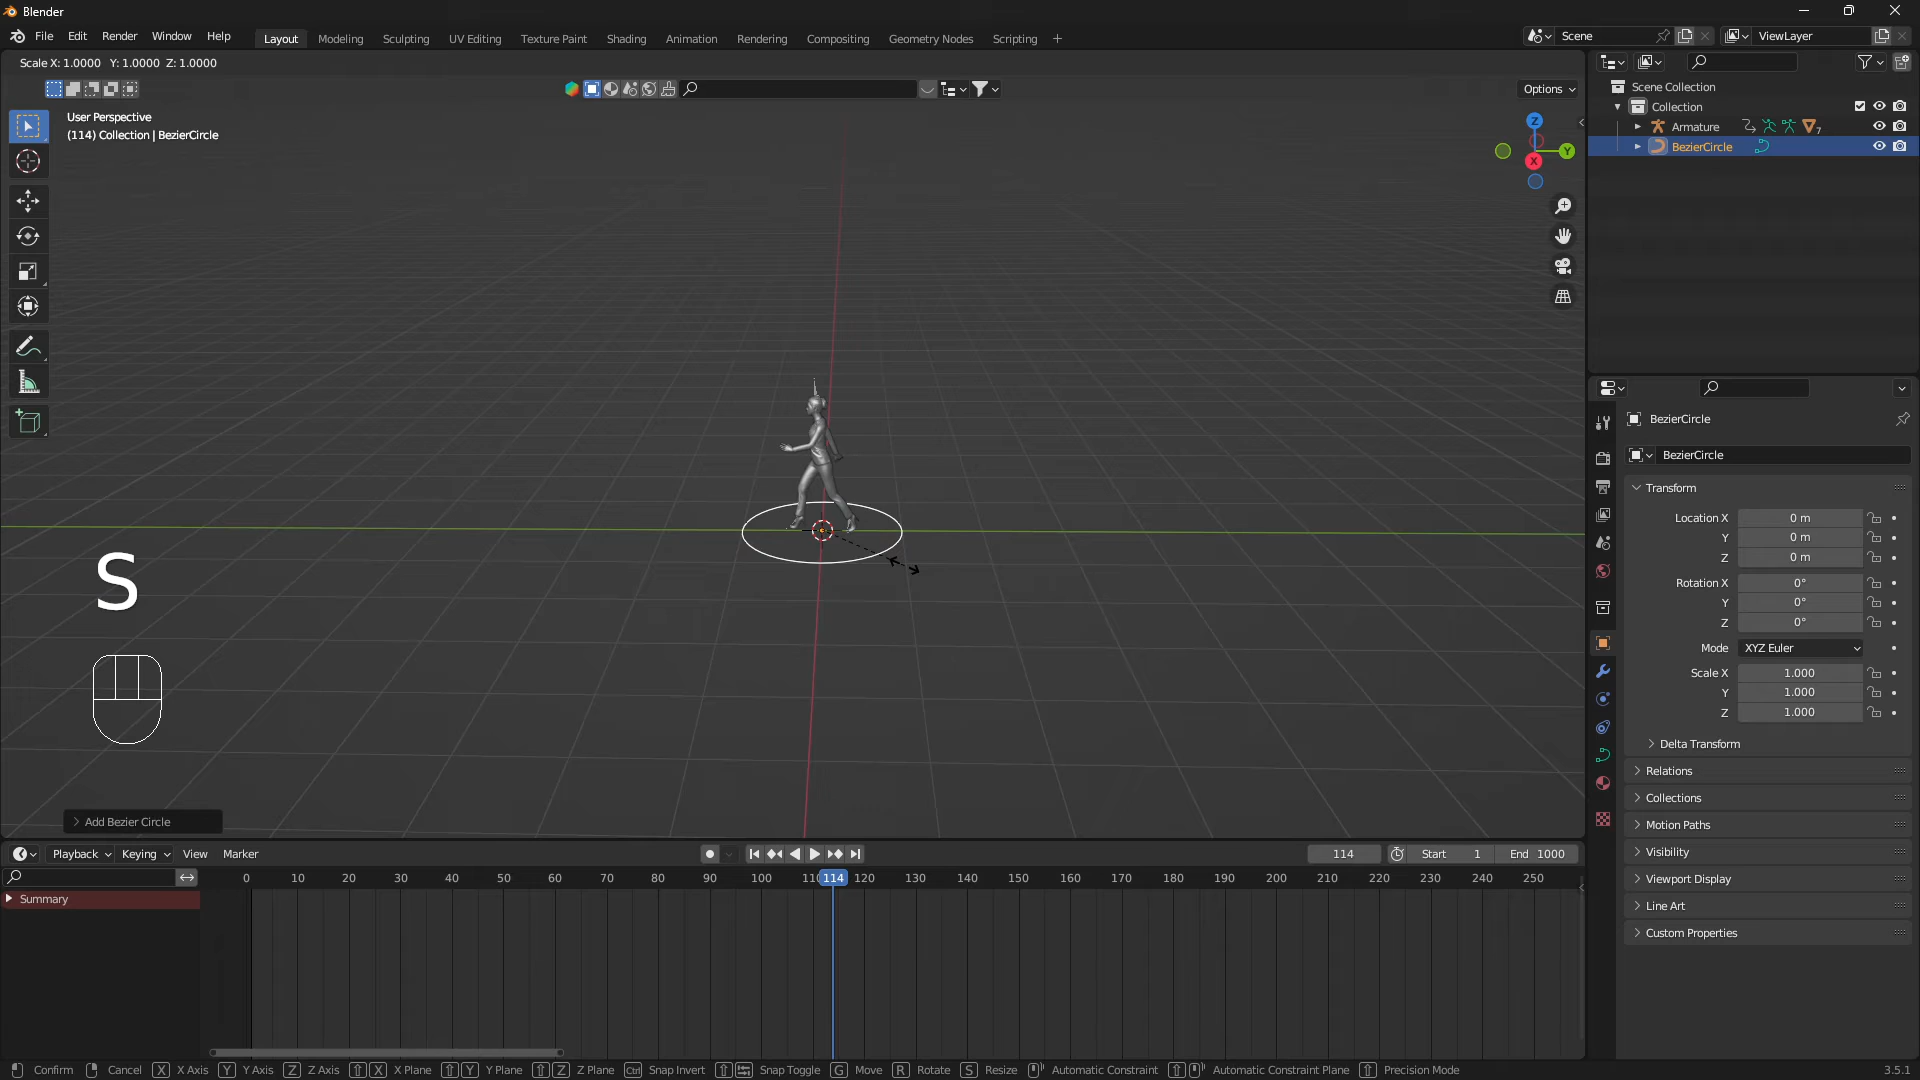 Blender
File Edit Render Window Help Layout Modeling Sculpting UV Editing Texture Paint Shading Animation Rendering Compositing Geometry Nodes Scripting + Scene ViewLayer
Scale X: 1.0000 Y: 1.0000 Z: 1.0000
Options
User Perspective
(114) Collection | BezierCircle
Z
Y
X
Scene Collection
Collection
Armature 7
BezierCircle
BezierCircle
BezierCircle
Transform
Location X 0 m
Y 0 m
Z 0 m
Rotation X 0°
Y 0°
Z 0°
Mode XYZ Euler
Scale X 1.000
Y 1.000
Z 1.000
Delta Transform
Relations
Collections
Motion Paths
Visibility
Viewport Display
Line Art
Custom Properties
S
Add Bezier Circle
Playback Keying View Marker 114 Start 1 End 1000
0 10 20 30 40 50 60 70 80 90 100 110 114 120 130 140 150 160 170 180 190 200 210 220 230 240 250
Summary
Confirm Cancel X X Axis Y Y Axis Z Z Axis X X Plane Y Y Plane Z Z Plane Ctrl Snap Invert Snap Toggle G Move R Rotate S Resize Automatic Constraint Automatic Constraint Plane Precision Mode 3.5.1